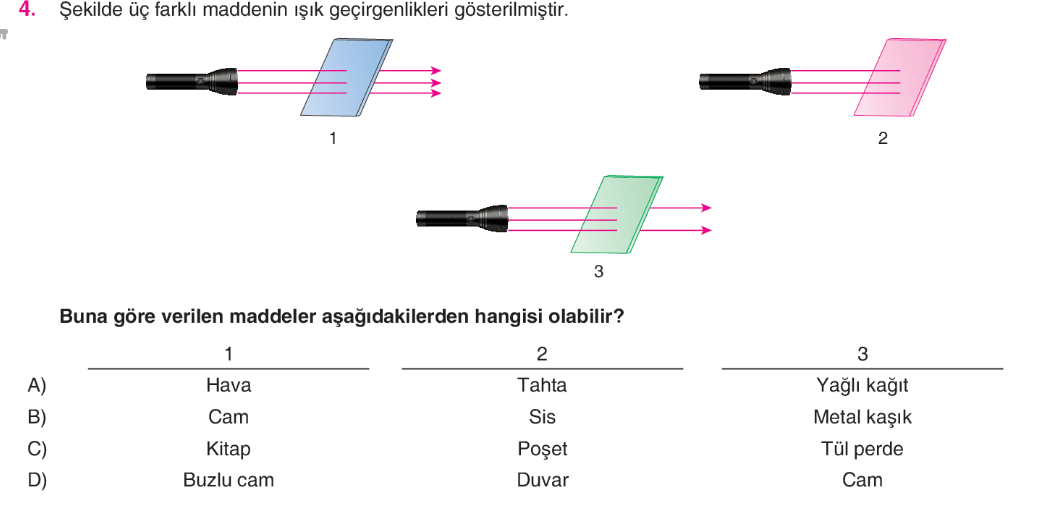 4. Şekilde üç farklı maddenin ışık geçirgenlikleri gösterilmiştir.
1
2
3
Buna göre verilen maddeler aşağıdakilerden hangisi olabilir?
1 2 3
A) Hava Tahta Yağlı kağıt
B) Cam Sis Metal kaşık
C) Kitap Poşet Tül perde
D) Buzlu cam Duvar Cam